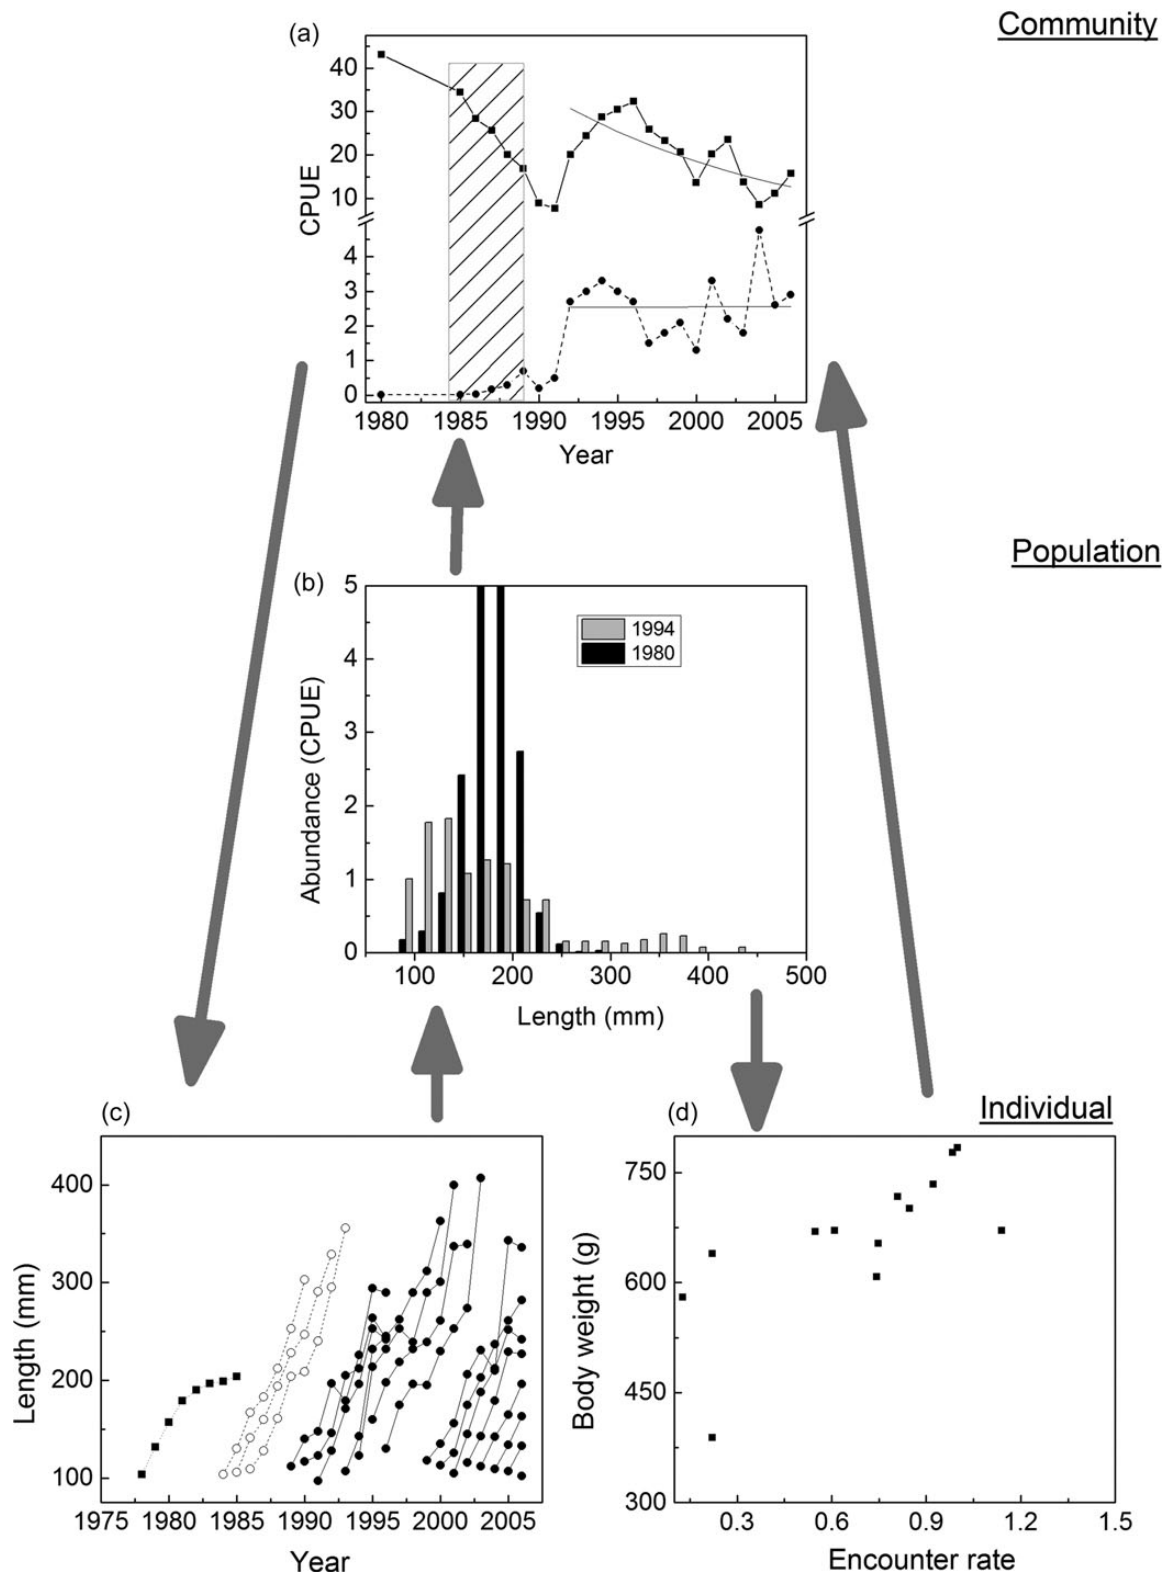 (a)
Community
CPUE
40
30
20
10
4
3
2
1
0
1980 1985 1990 1995 2000 2005
Year
Population
(b)
1994
1980
Abundance (CPUE)
5
4
3
2
1
0
100 200 300 400 500
Length (mm)
Individual
(c)
Length (mm)
400
300
200
100
1975 1980 1985 1990 1995 2000 2005
Year
(d)
Body weight (g)
750
600
450
300
0.3 0.6 0.9 1.2 1.5
Encounter rate